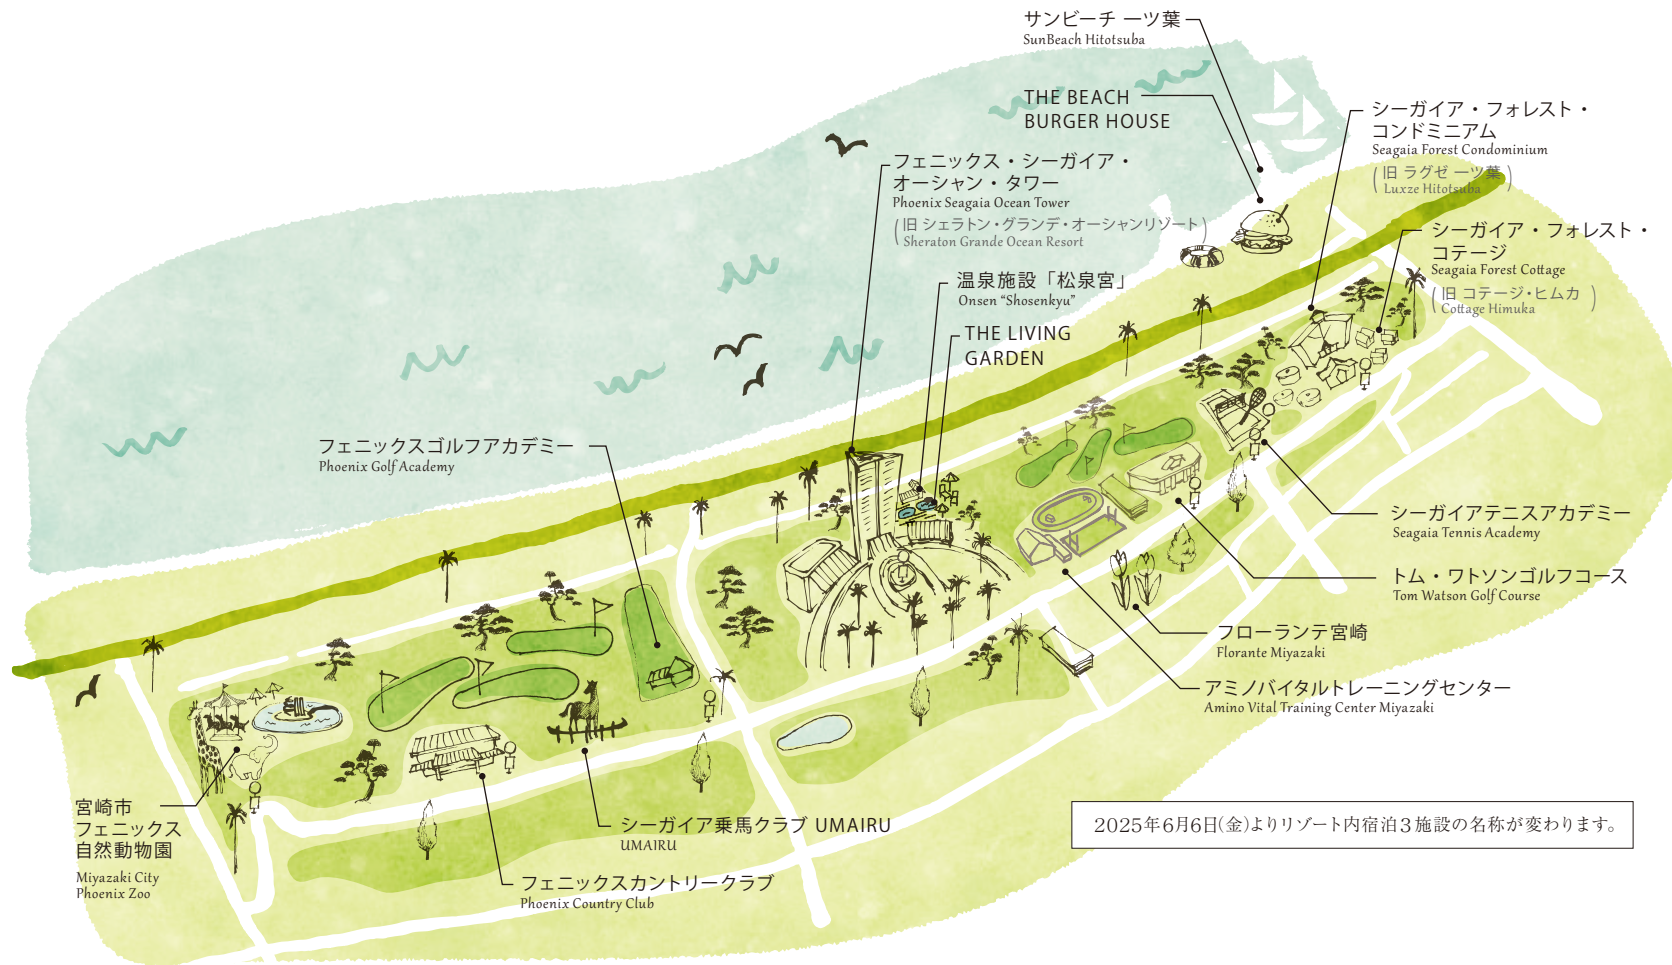 サンビーチ 一ツ葉
SunBeach Hitotsuba
THE BEACH
BURGER HOUSE
シーガイア・フォレスト・
コンドミニアム
Seagaia Forest Condominium
(旧 ラグゼ 一ツ葉)
Luxze Hitotsuba
フェニックス・シーガイア・
オーシャン・タワー
Phoenix Seagaia Ocean Tower
(旧 シェラトン・グランデ・オーシャンリゾート)
Sheraton Grande Ocean Resort
シーガイア・フォレスト・
コテージ
Seagaia Forest Cottage
(旧 コテージ・ヒムカ)
Cottage Himuka
温泉施設「松泉宮」
Onsen “Shosenkyu”
THE LIVING
GARDEN
フェニックスゴルフアカデミー
Phoenix Golf Academy
シーガイアテニスアカデミー
Seagaia Tennis Academy
トム・ワトソンゴルフコース
Tom Watson Golf Course
フローランテ宮崎
Florante Miyazaki
アミノバイタルトレーニングセンター
Amino Vital Training Center Miyazaki
宮崎市
フェニックス
自然動物園
Miyazaki City
Phoenix Zoo
シーガイア乗馬クラブ UMAIRU
UMAIRU
フェニックスカントリークラブ
Phoenix Country Club
2025年6月6日(金)よりリゾート内宿泊3施設の名称が変わります。